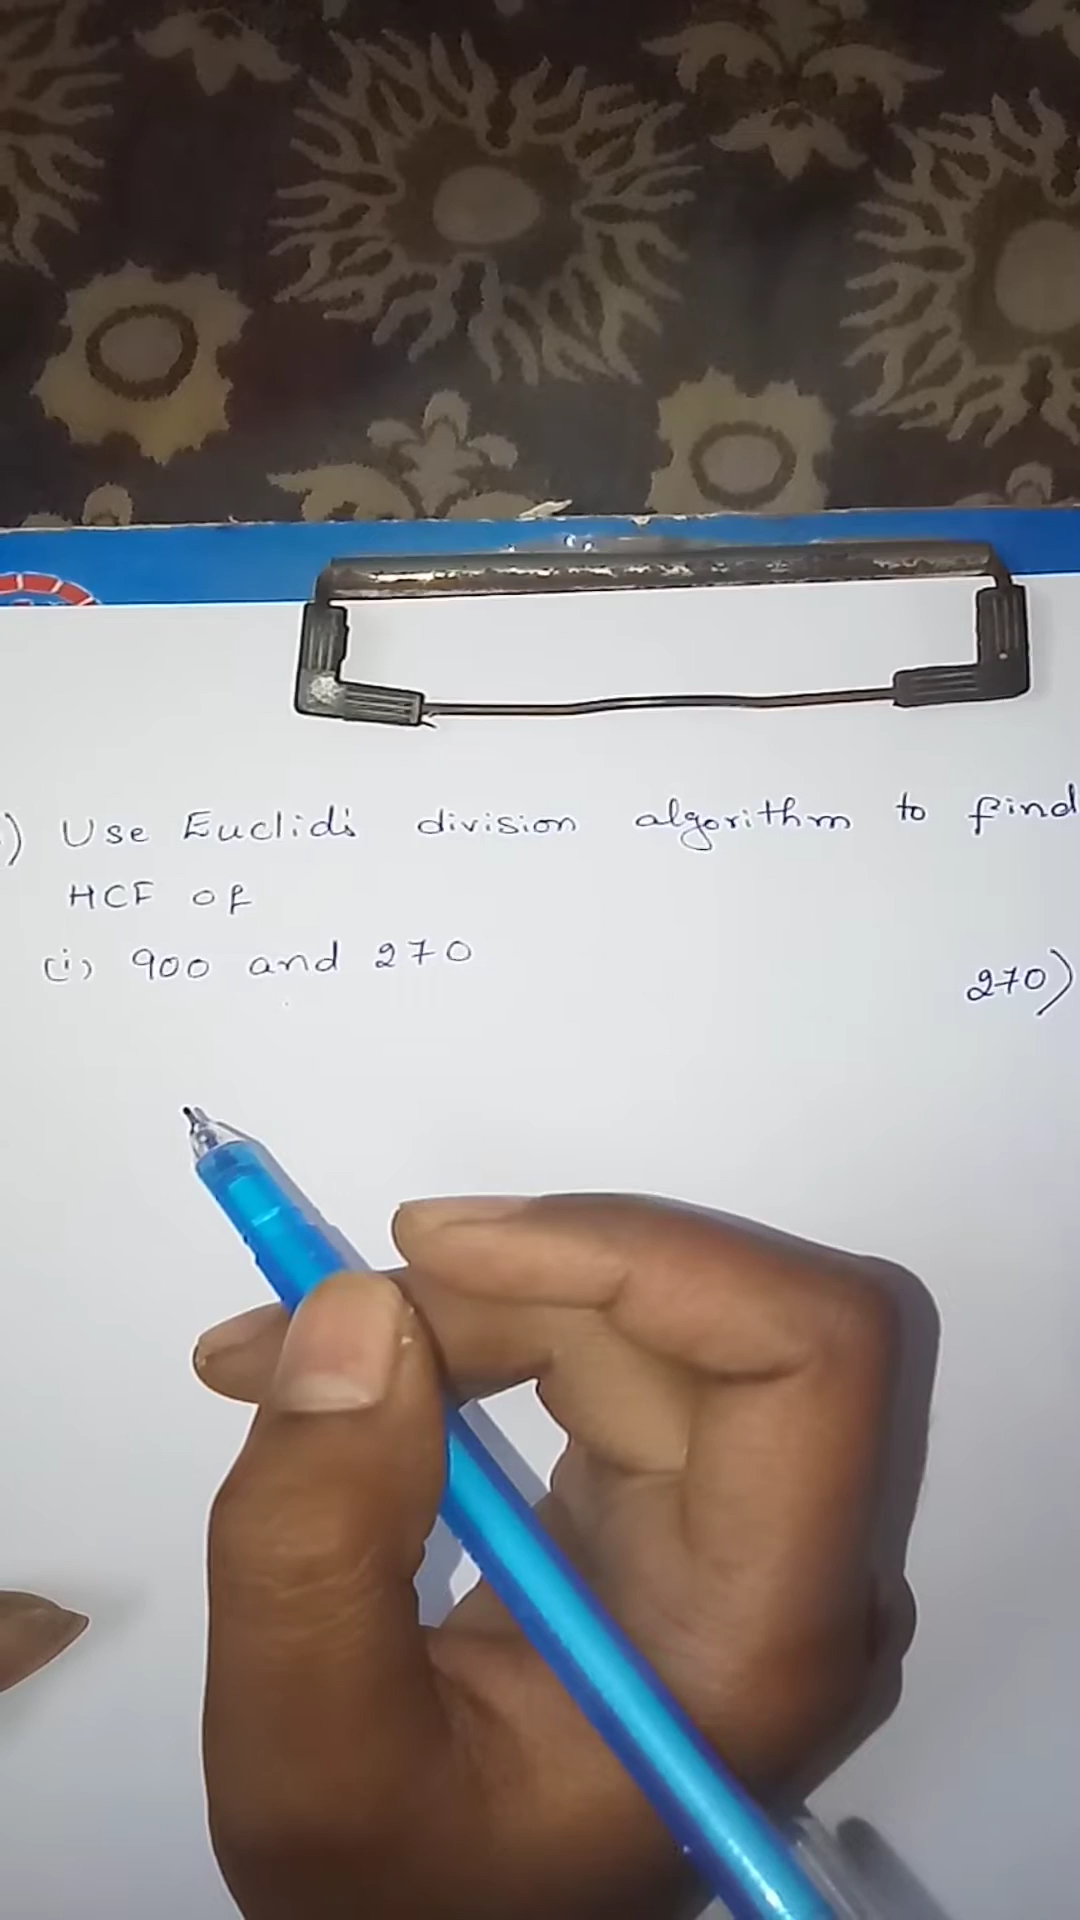 ) Use Euclid's division algorithm to find
HCF of
(i) 900 and 270
270)